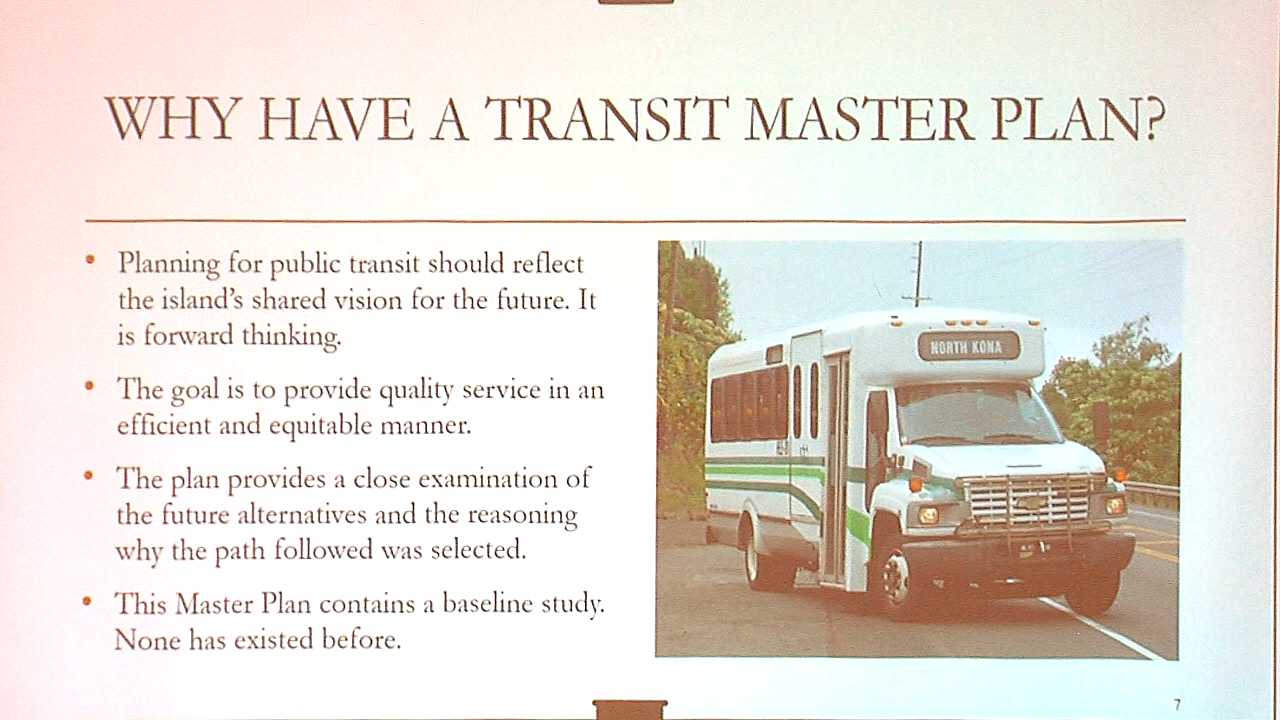 WHY HAVE A TRANSIT MASTER PLAN?
• Planning for public transit should reflect
the island's shared vision for the future. It
is forward thinking.
• The goal is to provide quality service in an
efficient and equitable manner.
• The plan provides a close examination of
the future alternatives and the reasoning
why the path followed was selected.
• This Master Plan contains a baseline study.
None has existed before.
NORTH KONA
7